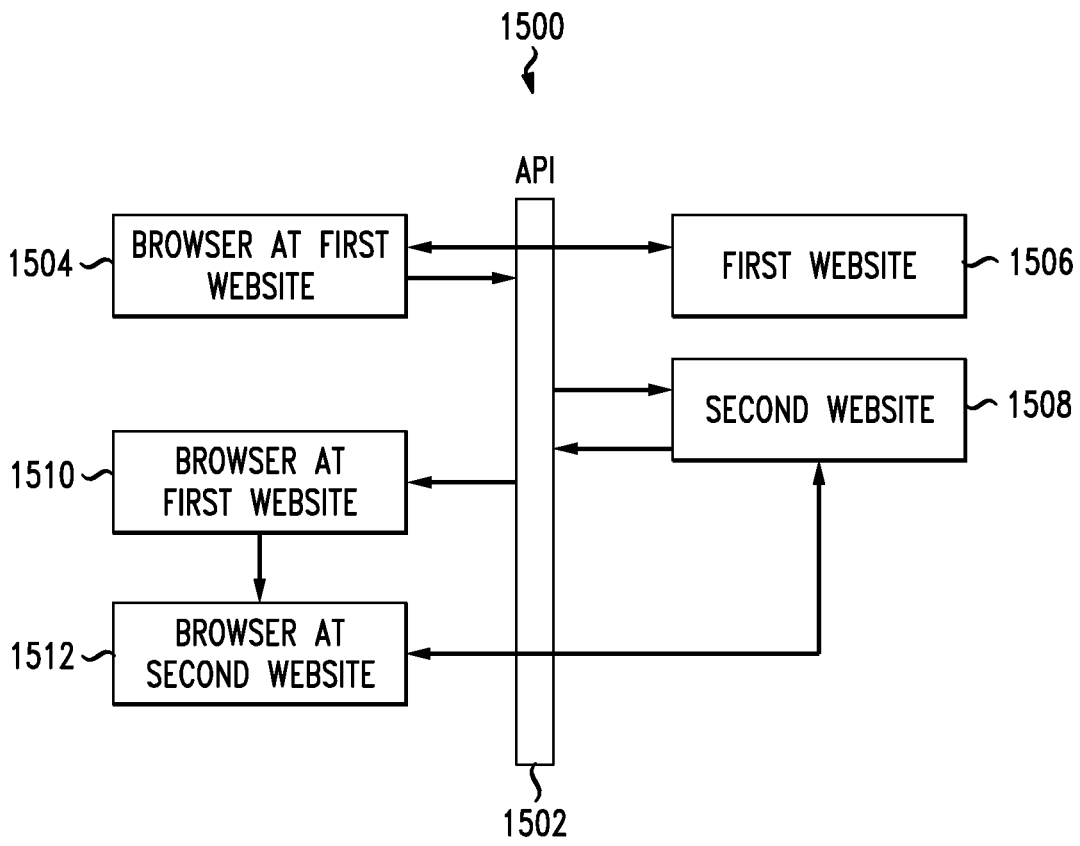 1500
API
1504
BROWSER AT FIRST
WEBSITE
FIRST WEBSITE
1506
SECOND WEBSITE
1508
1510
BROWSER AT
FIRST WEBSITE
1512
BROWSER AT
SECOND WEBSITE
1502